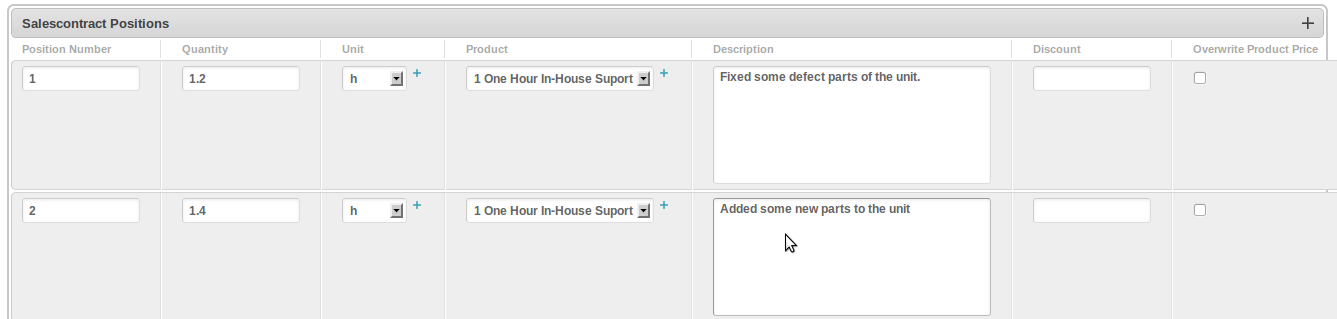 Salescontract Positions
Position Number Quantity Unit Product Description Discount Overwrite Product Price
1 1.2 h 1 One Hour In-House Suport Fixed some defect parts of the unit.
2 1.4 h 1 One Hour In-House Suport Added some new parts to the unit